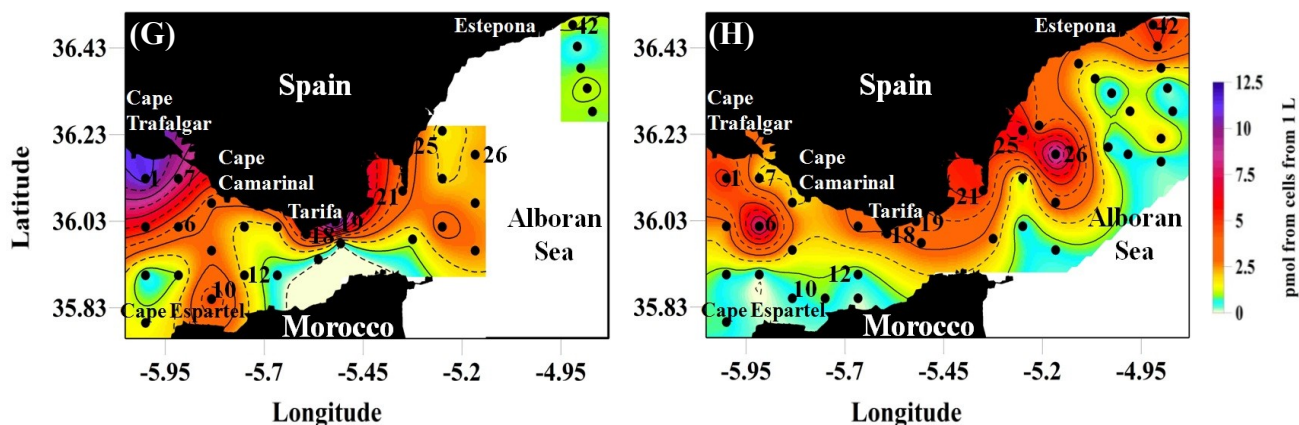 (G)
Estepona
42
36.43
Spain
Cape
Trafalgar
36.23
25
26
1
7
Cape
Camarinal
21
Tarifa
19
36.03
6
18
Alboran
Sea
12
10
35.83
Cape Espartel
Morocco
-5.95
-5.7
-5.45
-5.2
-4.95
Longitude
Latitude
(H)
Estepona
42
36.43
Spain
Cape
Trafalgar
36.23
25
26
1
7
Cape
Camarinal
21
Tarifa
19
36.03
6
18
Alboran
Sea
12
10
35.83
Cape Espartel
Morocco
-5.95
-5.7
-5.45
-5.2
-4.95
Longitude
12.5
10
7.5
5
2.5
0
pmol from cells from 1 L